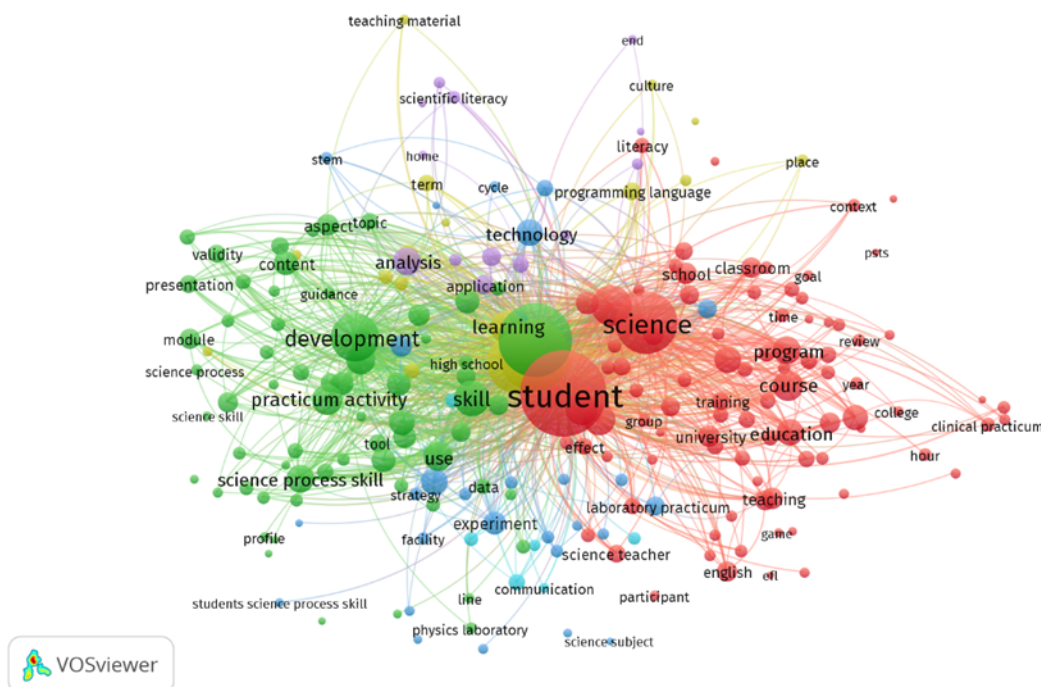 teaching material
end
culture
scientific literacy
literacy
home
stem
place
term
cycle
programming language
context
aspect
topic
technology
validity
content
analysis
school
classroom
psts
goal
presentation
guidance
application
time
learning
science
development
module
review
high school
program
science process
practicum activity
skill
student
course
year
training
science skill
group
college
clinical practicum
tool
effect
university
education
use
hour
science process skill
strategy
data
teaching
laboratory practicum
experiment
profile
facility
science teacher
game
english
efl
communication
participant
students science process skill
line
physics laboratory
science subject
VOSviewer